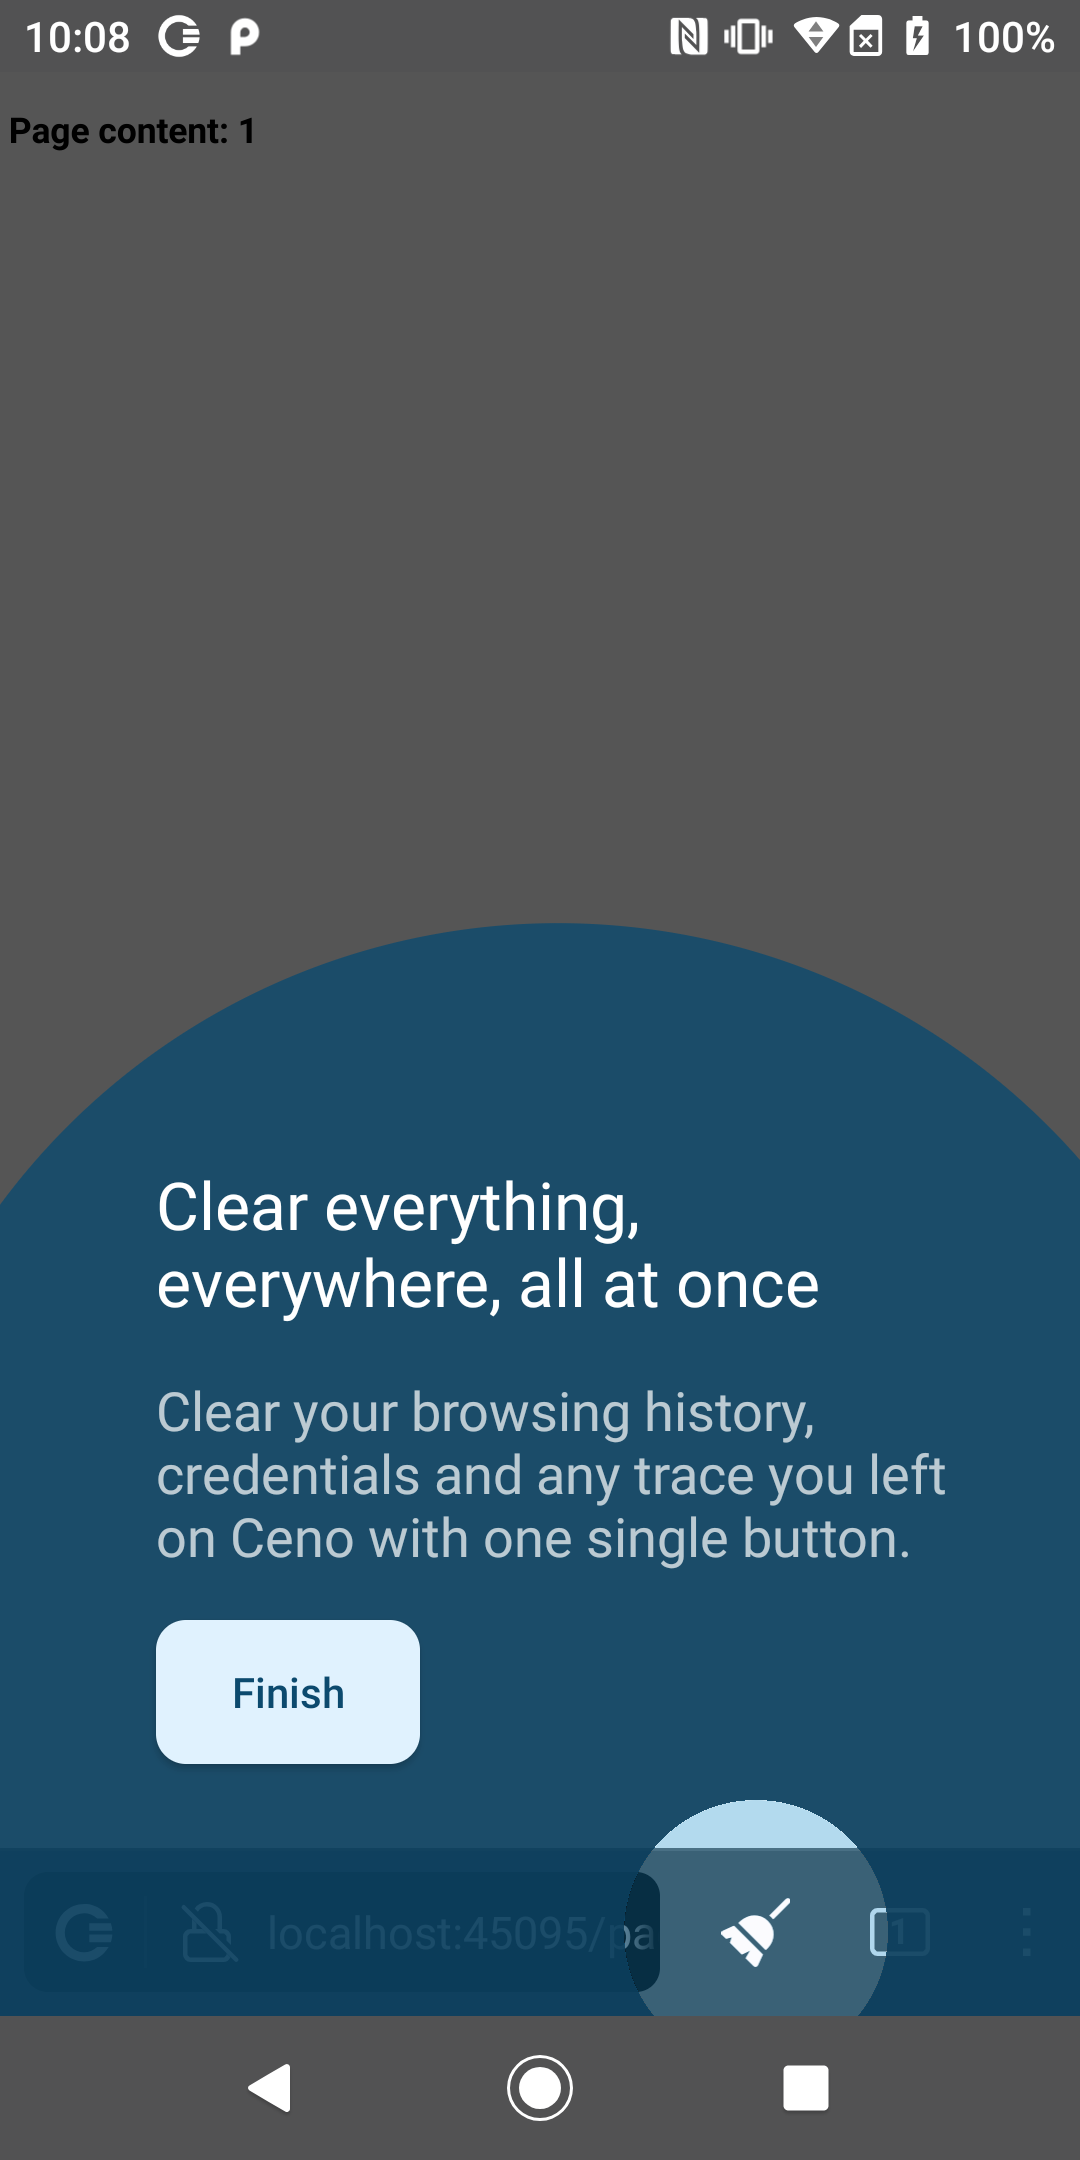 10:08
100%
Page content: 1
Clear everything,
everywhere, all at once
Clear your browsing history,
credentials and any trace you left
on Ceno with one single button.
Finish
localhost:45095/pa
1